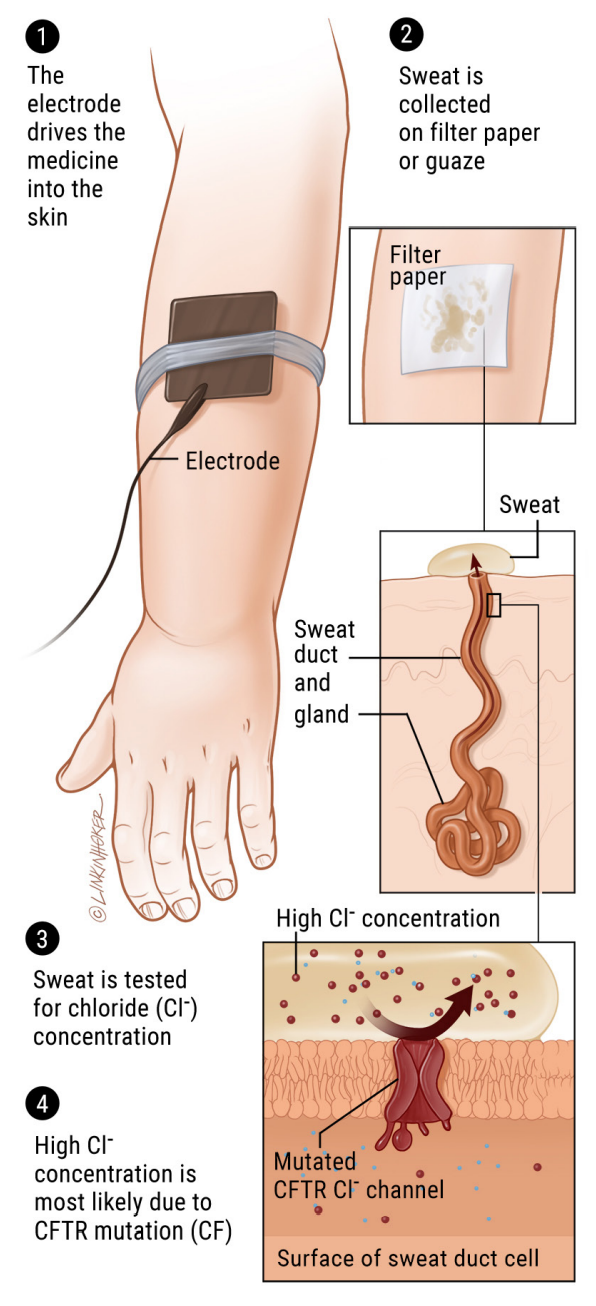 1
The
electrode
drives the
medicine
into the
skin
2
Sweat is
collected
on filter paper
or guaze
Filter
paper
Electrode
Sweat
Sweat
duct
and
gland
© LINKINHOKER
3
Sweat is tested
for chloride (Cl⁻)
concentration
4
High Cl⁻
concentration is
most likely due to
CFTR mutation (CF)
High Cl⁻ concentration
Mutated
CFTR Cl⁻ channel
Surface of sweat duct cell